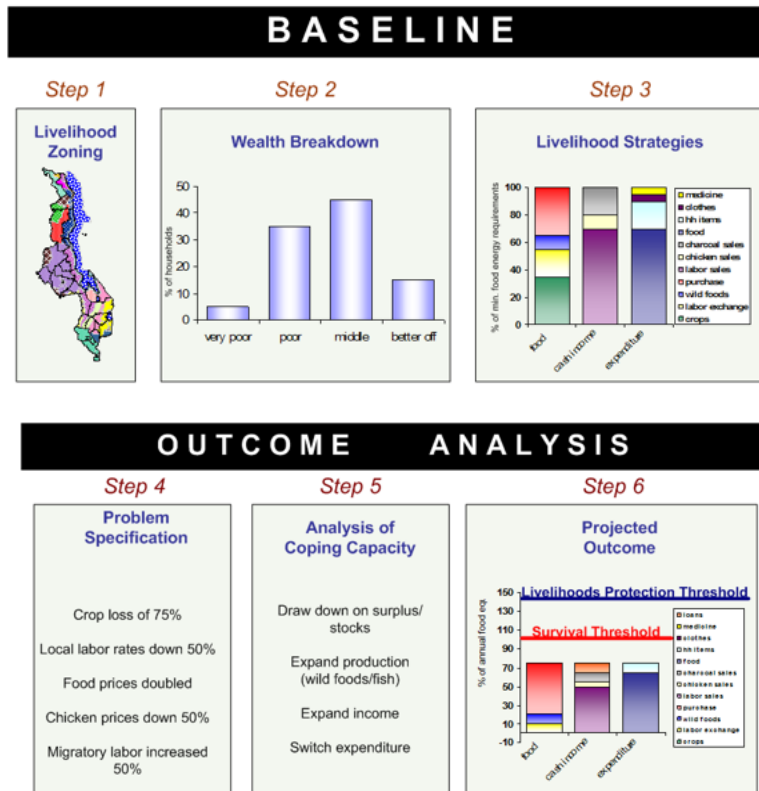 BASELINE
Step 1
Step 2
Step 3
Livelihood
Zoning
Wealth Breakdown
% of households
50
40
30
20
10
0
very poor
poor
middle
better off
Livelihood Strategies
% of min. food energy requirements
100
80
60
40
20
0
food
cash income
expenditure
medicine
clothes
hh items
food
charcoal sales
chicken sales
labor sales
purchase
wild foods
labor exchange
crops
OUTCOME ANALYSIS
Step 4
Step 5
Step 6
Problem
Specification
Crop loss of 75%
Local labor rates down 50%
Food prices doubled
Chicken prices down 50%
Migratory labor increased
50%
Analysis of
Coping Capacity
Draw down on surplus/
stocks
Expand production
(wild foods/fish)
Expand income
Switch expenditure
Projected
Outcome
% of annual food eq.
150
130
110
90
70
50
30
10
-10
Livelihoods Protection Threshold
Survival Threshold
food
cash income
expenditure
loans
medicine
clothes
hh items
food
charcoal sales
chicken sales
labor sales
purchase
wild foods
labor exchange
crops